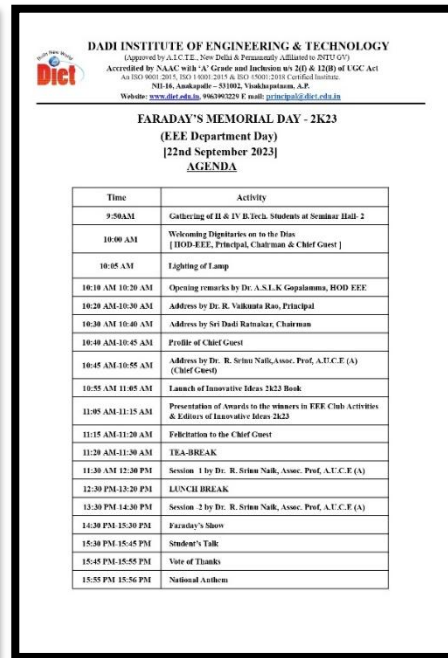 DADI INSTITUTE OF ENGINEERING & TECHNOLOGY
(Approved by A.I.C.T.E., New Delhi & Permanently Affiliated to JNTU GV)
Accredited by NAAC with 'A' Grade and Inclusion u/s 2(f) & 12(B) of UGC Act
An ISO 9001:2015, ISO 14001:2015 & ISO 45001:2018 Certified Institute.
NH-16, Anakapalle – 531002, Visakhapatnam, A.P.
Website: www.diet.edu.in, 9963993229 E mail: principal@diet.edu.in
Diet
FARADAY'S MEMORIAL DAY - 2K23
(EEE Department Day)
[22nd September 2023]
AGENDA
Time Activity
9:50AM Gathering of II & IV B.Tech. Students at Seminar Hall- 2
10:00 AM Welcoming Dignitaries on to the Dias
[ HOD-EEE, Principal, Chairman & Chief Guest ]
10:05 AM Lighting of Lamp
10:10 AM-10:20 AM Opening remarks by Dr. A.S.L.K Gopalamma, HOD EEE
10:20 AM-10:30 AM Address by Dr. R. Vaikunta Rao, Principal
10:30 AM-10:40 AM Address by Sri Dadi Ratnakar, Chairman
10:40 AM-10:45 AM Profile of Chief Guest
10:45 AM-10:55 AM Address by Dr. R. Srinu Naik, Assoc. Prof, A.U.C.E (A)
(Chief Guest)
10:55 AM-11:05 AM Launch of Innovative Ideas 2k23 Book
11:05 AM-11:15 AM Presentation of Awards to the winners in EEE Club Activities
& Editors of Innovative Ideas 2k23
11:15 AM-11:20 AM Felicitation to the Chief Guest
11:20 AM-11:30 AM TEA-BREAK
11:30 AM-12:30 PM Session -1 by Dr. R. Srinu Naik, Assoc. Prof, A.U.C.E (A)
12:30 PM-13:20 PM LUNCH BREAK
13:30 PM-14:30 PM Session -2 by Dr. R. Srinu Naik, Assoc. Prof, A.U.C.E (A)
14:30 PM-15:30 PM Faraday's Show
15:30 PM-15:45 PM Student's Talk
15:45 PM-15:55 PM Vote of Thanks
15:55 PM-15:56 PM National Anthem